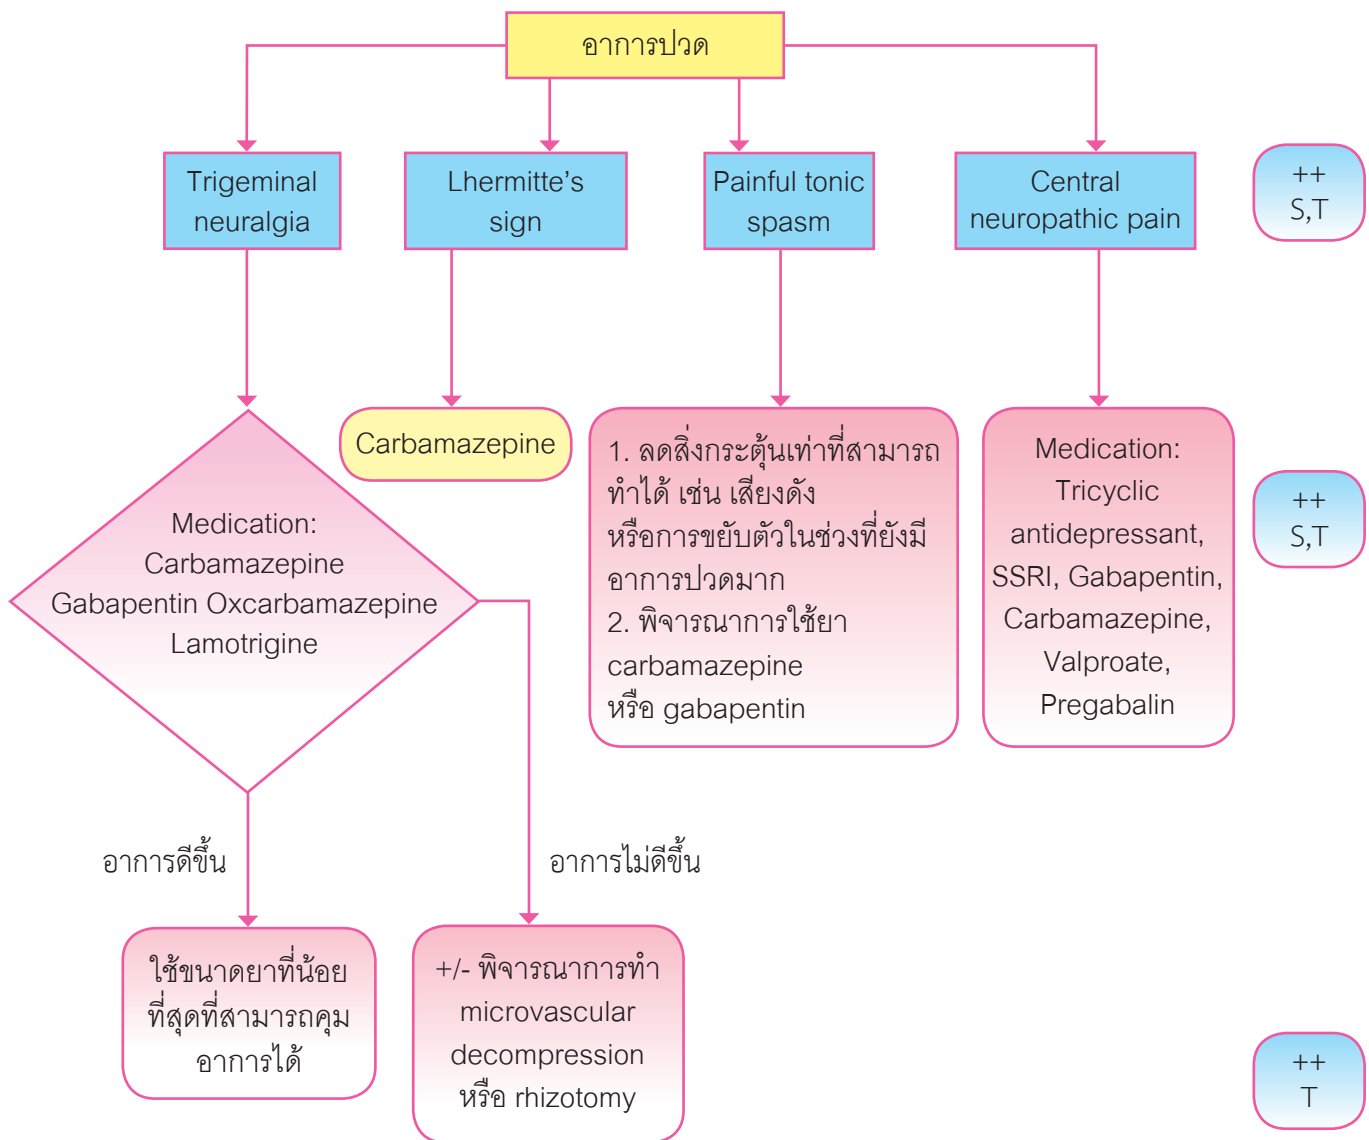 อาการปวด
Trigeminal
neuralgia
Lhermitte's
sign
Painful tonic
spasm
Central
neuropathic pain
++
S,T
Medication:
Carbamazepine
Gabapentin Oxcarbamazepine
Lamotrigine
Carbamazepine
1. ลดสิ่งกระตุ้นเท่าที่สามารถ
ทำได้ เช่น เสียงดัง
หรือการขยับตัวในช่วงที่ยังมี
อาการปวดมาก
2. พิจารณาการใช้ยา
carbamazepine
หรือ gabapentin
Medication:
Tricyclic
antidepressant,
SSRI, Gabapentin,
Carbamazepine,
Valproate,
Pregabalin
++
S,T
อาการดีขึ้น
อาการไม่ดีขึ้น
ใช้ขนาดยาที่น้อย
ที่สุดที่สามารถคุม
อาการได้
+/- พิจารณาการทำ
microvascular
decompression
หรือ rhizotomy
++
T